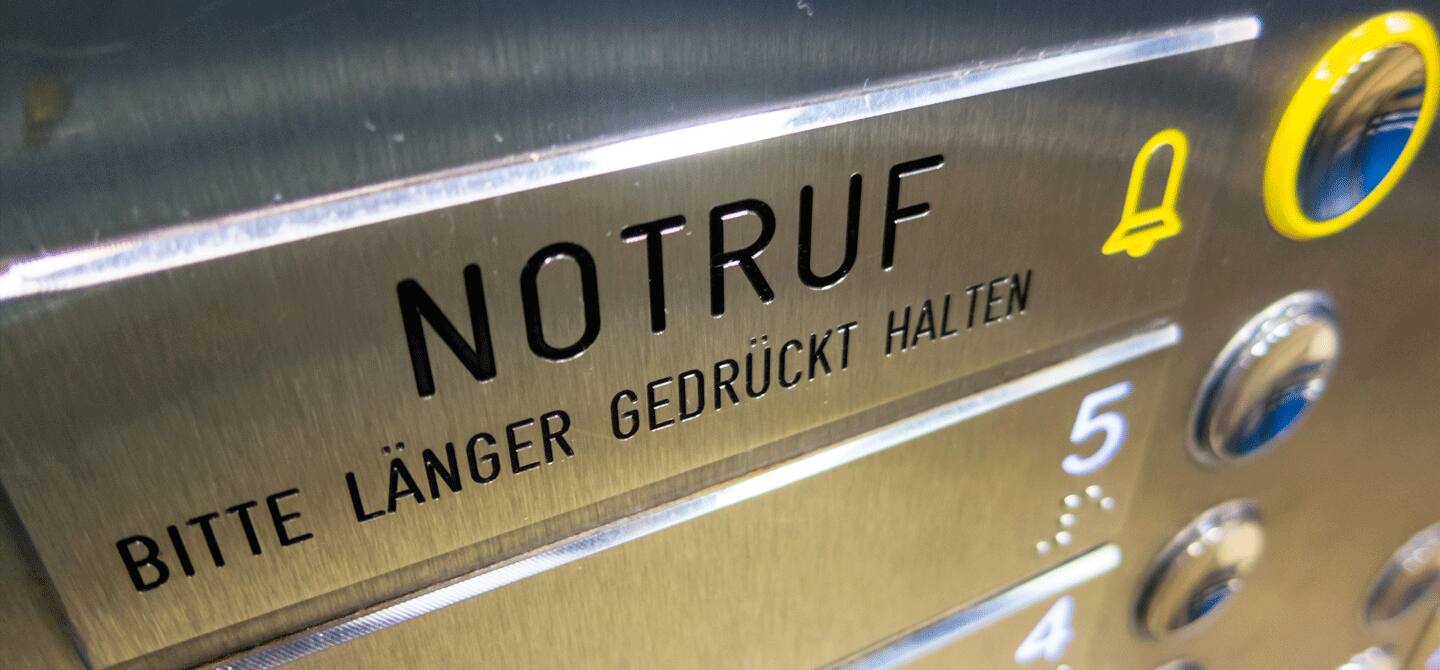 NOTRUF
BITTE LÄNGER GEDRÜCKT HALTEN
5
4